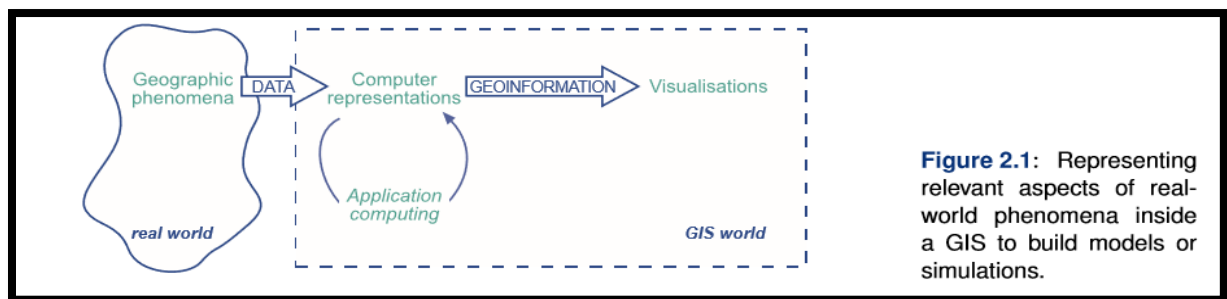 Geographic
phenomena
DATA
Computer
representations
GEOINFORMATION
Visualisations
Application
computing
real world
GIS world
Figure 2.1: Representing
relevant aspects of real-
world phenomena inside
a GIS to build models or
simulations.